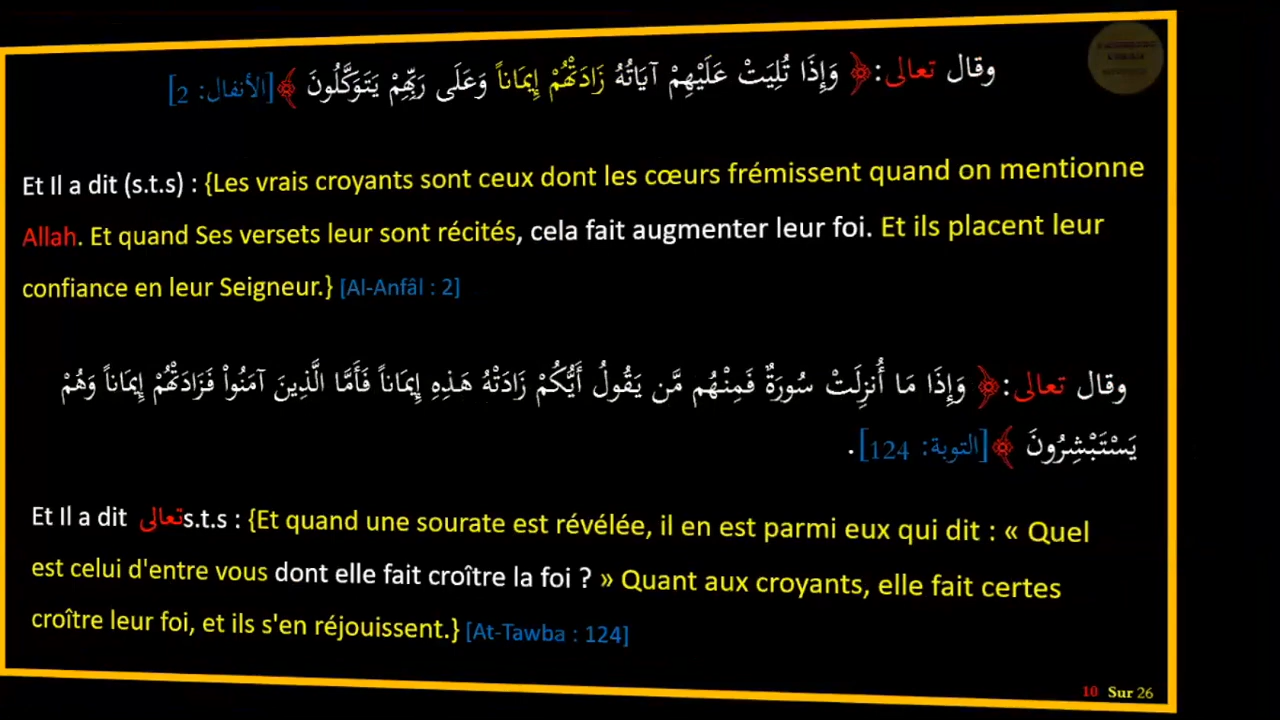 وقال تعالى: ﴿ وَإِذَا تُلِيَتْ عَلَيْهِمْ آيَاتُهُ زَادَتْهُمْ إِيمَاناً وَعَلَى رَبِّهِمْ يَتَوَكَّلُونَ ﴾ [الأنفال: 2]
Et Il a dit (s.t.s) : {Les vrais croyants sont ceux dont les cœurs frémissent quand on mentionne
Allah. Et quand Ses versets leur sont récités, cela fait augmenter leur foi. Et ils placent leur
confiance en leur Seigneur.} [Al-Anfâl : 2]
وقال تعالى: ﴿ وَإِذَا مَا أُنزِلَتْ سُورَةٌ فَمِنْهُم مَّن يَقُولُ أَيُّكُمْ زَادَتْهُ هَـذِهِ إِيمَاناً فَأَمَّا الَّذِينَ آمَنُواْ فَزَادَتْهُمْ إِيمَاناً وَهُمْ
يَسْتَبْشِرُونَ ﴾ [التوبة: 124] .
Et Il a dit تعالى s.t.s : {Et quand une sourate est révélée, il en est parmi eux qui dit : « Quel
est celui d'entre vous dont elle fait croître la foi ? » Quant aux croyants, elle fait certes
croître leur foi, et ils s'en réjouissent.} [At-Tawba : 124]
10 Sur 26